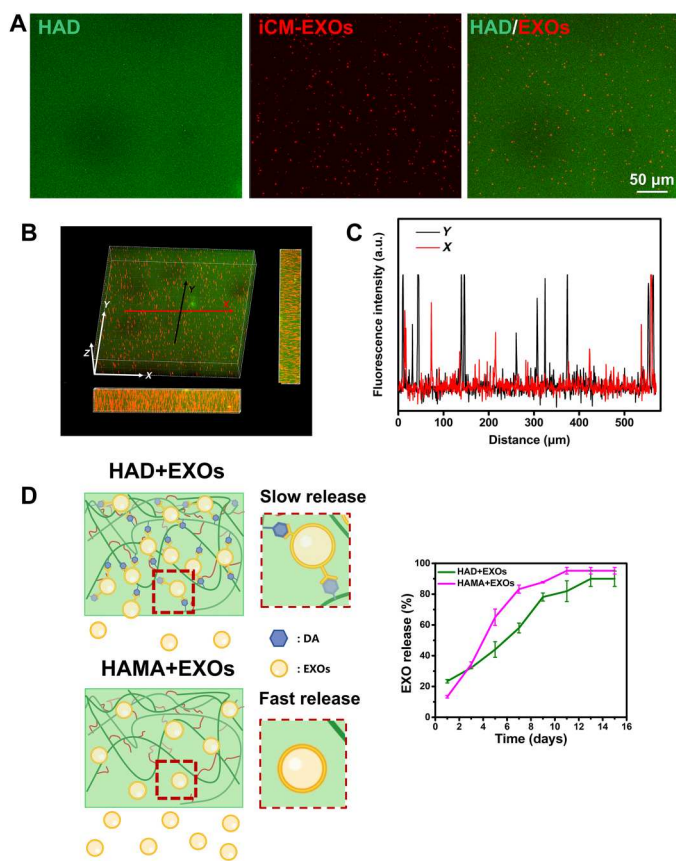 A
HAD
iCM-EXOs
HAD/EXOs
50 μm
B
Y
X
Y
Z
X
C
Y
X
Fluorescence intensity (a.u.)
0 100 200 300 400 500
Distance (μm)
D
HAD+EXOs
Slow release
: DA
: EXOs
HAMA+EXOs
Fast release
HAD+EXOs
HAMA+EXOs
EXO release (%)
100
80
60
40
20
0
0 2 4 6 8 10 12 14 16
Time (days)